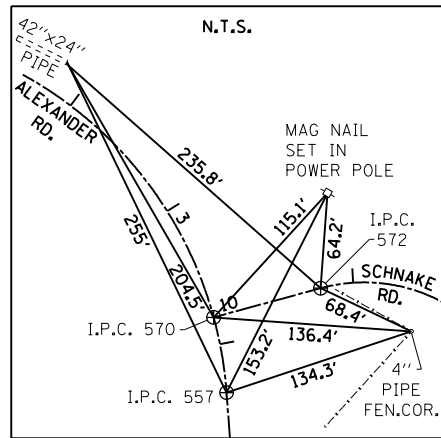 N.T.S.
42"x24"
PIPE
ALEXANDER
RD.
MAG NAIL
SET IN
POWER POLE
235.8'
115.1'
64.2'
I.P.C.
572
3
255'
204.5'
SCHNAKE
RD.
10
68.4'
I.P.C. 570
136.4'
153.2'
134.3'
I.P.C. 557
4"
PIPE
FEN.COR.